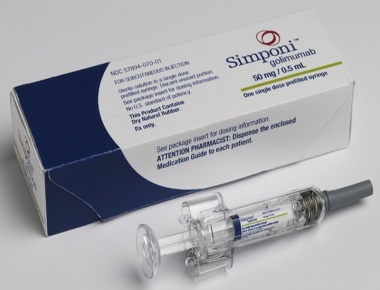 NDC 57894-070-01
FOR SUBCUTANEOUS INJECTION
Sterile solution in a single dose
prefilled syringe. Discard unused portion.
See package insert for dosing information.
No U.S. standard of potency.
This Product Contains
Dry Natural Rubber.
Rx only.
Simponi™
golimumab
50 mg / 0.5 mL
One single dose prefilled syringe
See package insert for dosing information.
ATTENTION PHARMACIST: Dispense the enclosed
Medication Guide to each patient.